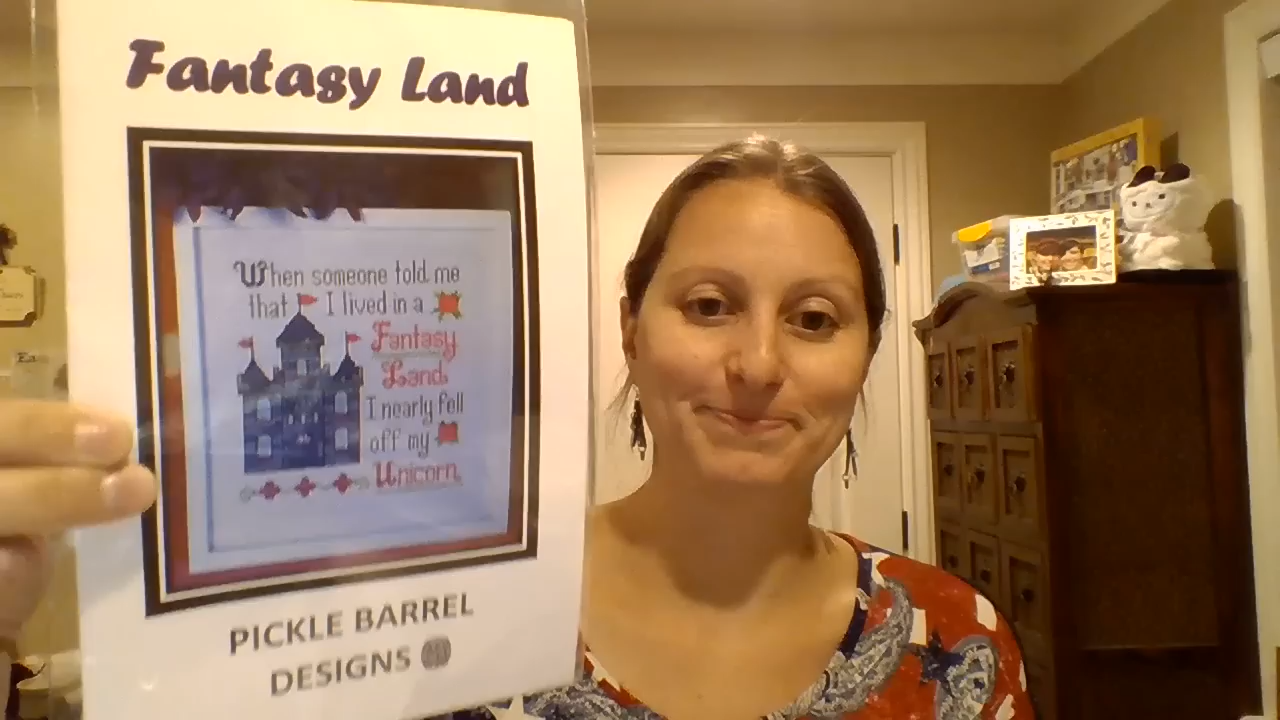 Fantasy Land
When someone told me
that I lived in a
Fantasy
Land
I nearly fell
off my
Unicorn.
PICKLE BARREL
DESIGNS